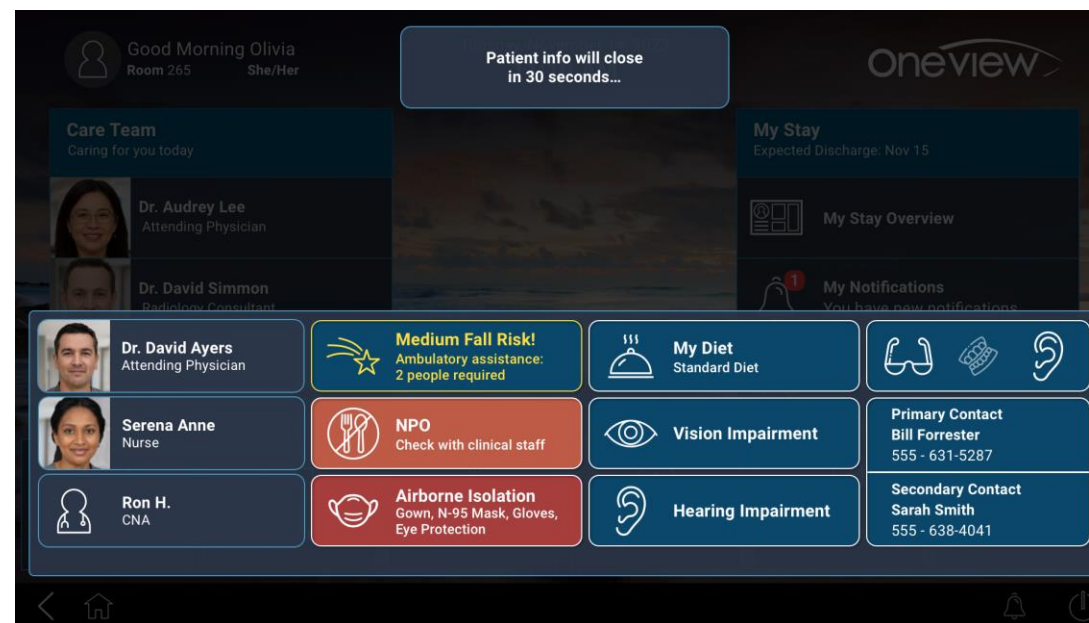 Good Morning Olivia
Room 265 She/Her
Patient info will close
in 30 seconds...
Oneview
Care Team
Caring for you today
My Stay
Expected Discharge: Nov 15
Dr. Audrey Lee
Attending Physician
My Stay Overview
Dr. David Simmon
Radiology Consultant
1
My Notifications
You have new notifications
Dr. David Ayers
Attending Physician
Medium Fall Risk!
Ambulatory assistance:
2 people required
My Diet
Standard Diet
Serena Anne
Nurse
NPO
Check with clinical staff
Vision Impairment
Primary Contact
Bill Forrester
555 - 631-5287
Ron H.
CNA
Airborne Isolation
Gown, N-95 Mask, Gloves,
Eye Protection
Hearing Impairment
Secondary Contact
Sarah Smith
555 - 638-4041